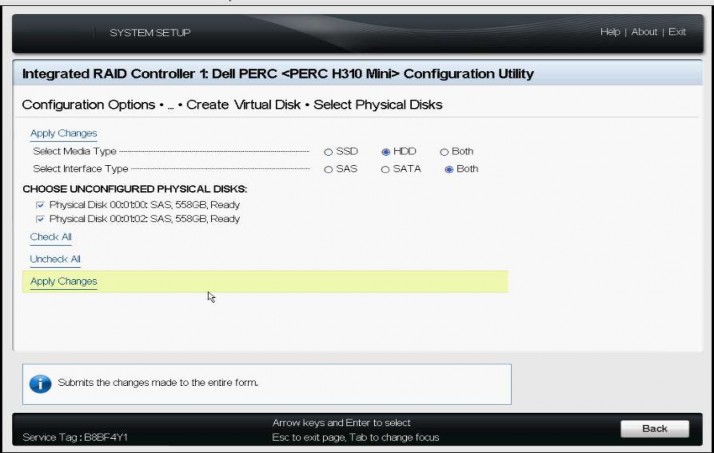 SYSTEM SETUP
Help | About | Exit
Integrated RAID Controller 1: Dell PERC <PERC H310 Mini> Configuration Utility
Configuration Options • ... • Create Virtual Disk • Select Physical Disks
Apply Changes
Select Media Type SSD HDD Both
Select Interface Type SAS SATA Both
CHOOSE UNCONFIGURED PHYSICAL DISKS:
Physical Disk 00:01:00: SAS, 558GB, Ready
Physical Disk 00:01:02: SAS, 558GB, Ready
Check All
Uncheck All
Apply Changes
Submits the changes made to the entire form.
Arrow keys and Enter to select
Service Tag : B8BF4Y1
Esc to exit page, Tab to change focus
Back